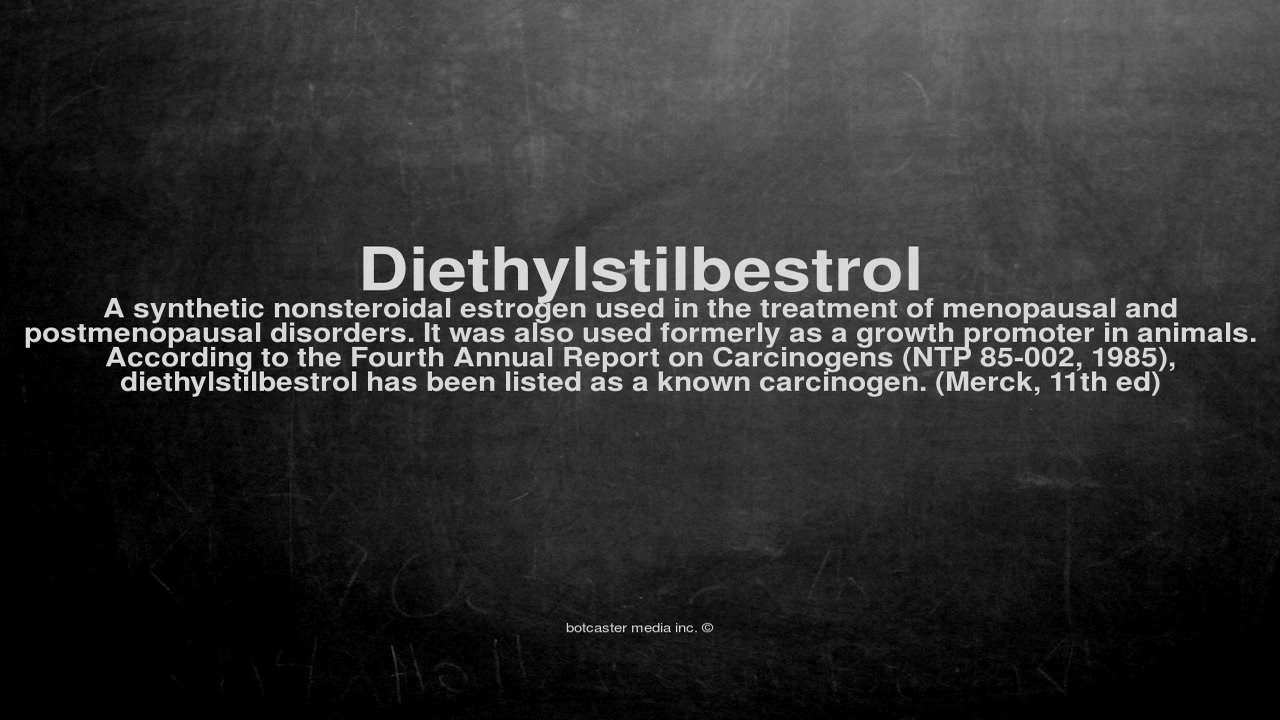 Diethylstilbestrol
A synthetic nonsteroidal estrogen used in the treatment of menopausal and
postmenopausal disorders. It was also used formerly as a growth promoter in animals.
According to the Fourth Annual Report on Carcinogens (NTP 85-002, 1985),
diethylstilbestrol has been listed as a known carcinogen. (Merck, 11th ed)
botcaster media inc. ©